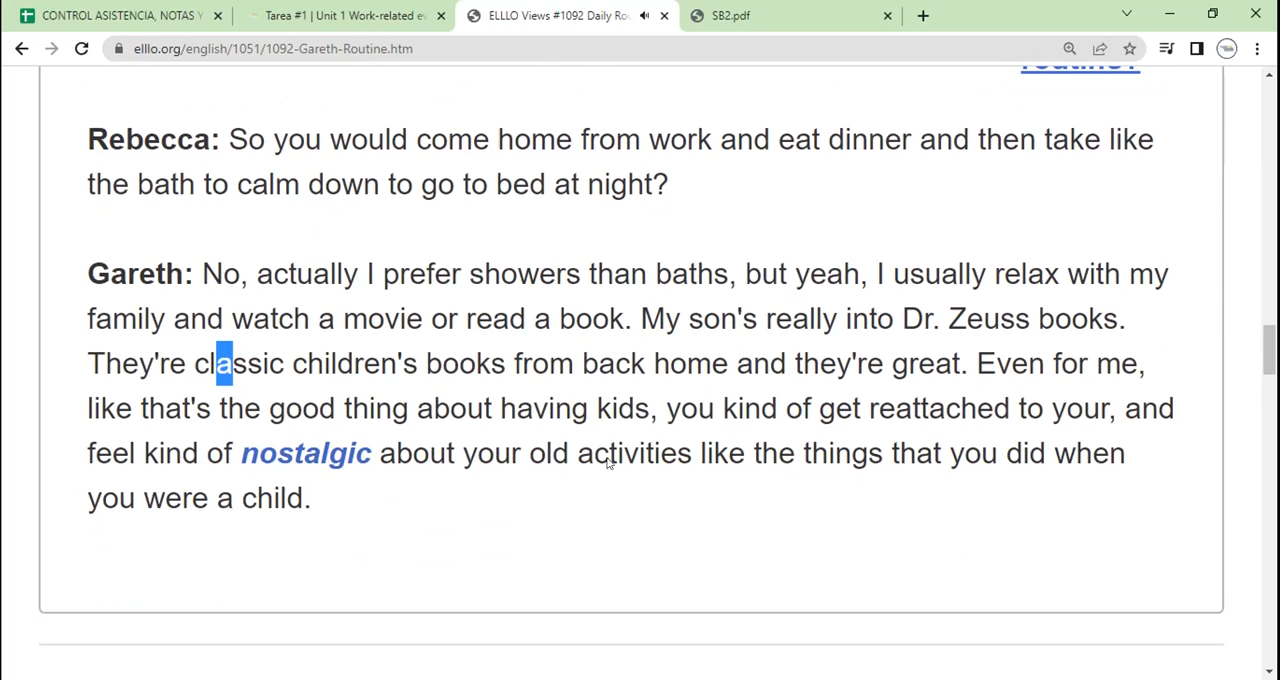 CONTROL ASISTENCIA, NOTAS Y
Tarea #1 | Unit 1 Work-related e
ELLLO Views #1092 Daily Ro
SB2.pdf
elllo.org/english/1051/1092-Gareth-Routine.htm
Rebecca: So you would come home from work and eat dinner and then take like
the bath to calm down to go to bed at night?
Gareth: No, actually I prefer showers than baths, but yeah, I usually relax with my
family and watch a movie or read a book. My son's really into Dr. Zeuss books.
They're classic children's books from back home and they're great. Even for me,
like that's the good thing about having kids, you kind of get reattached to your, and
feel kind of nostalgic about your old activities like the things that you did when
you were a child.